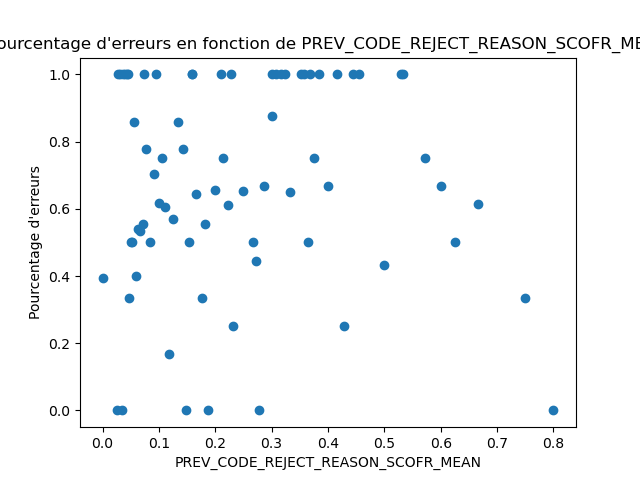 ourcentage d'erreurs en fonction de PREV_CODE_REJECT_REASON_SCOFR_ME
1.0
0.8
0.6
0.4
0.2
0.0
Pourcentage d'erreurs
0.0 0.1 0.2 0.3 0.4 0.5 0.6 0.7 0.8
PREV_CODE_REJECT_REASON_SCOFR_MEAN